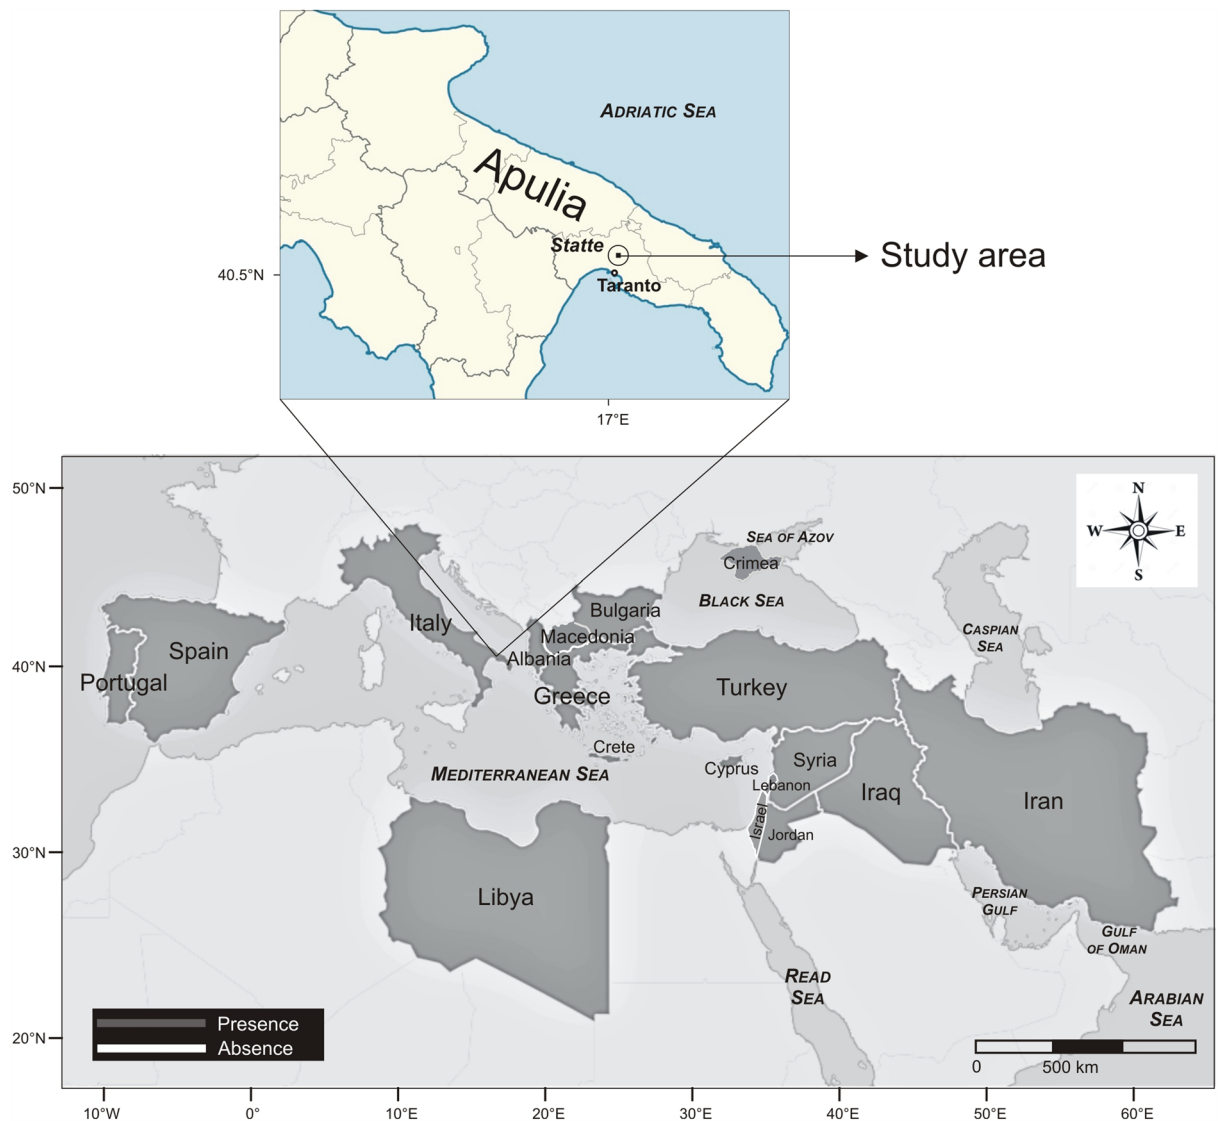 ADRIATIC SEA
Apulia
Statte
Study area
40.5°N
Taranto
17°E
50°N
N
W
E
S
SEA OF AZOV
Crimea
BLACK SEA
Bulgaria
Italy
Macedonia
CASPIAN
SEA
Spain
40°N
Albania
Portugal
Turkey
Greece
Crete
MEDITERRANEAN SEA
Cyprus
Syria
Lebanon
Iraq
Iran
Israel
Jordan
30°N
Libya
PERSIAN
GULF
GULF
OF OMAN
READ
SEA
ARABIAN
SEA
Presence
Absence
20°N
0
500 km
10°W
0°
10°E
20°E
30°E
40°E
50°E
60°E